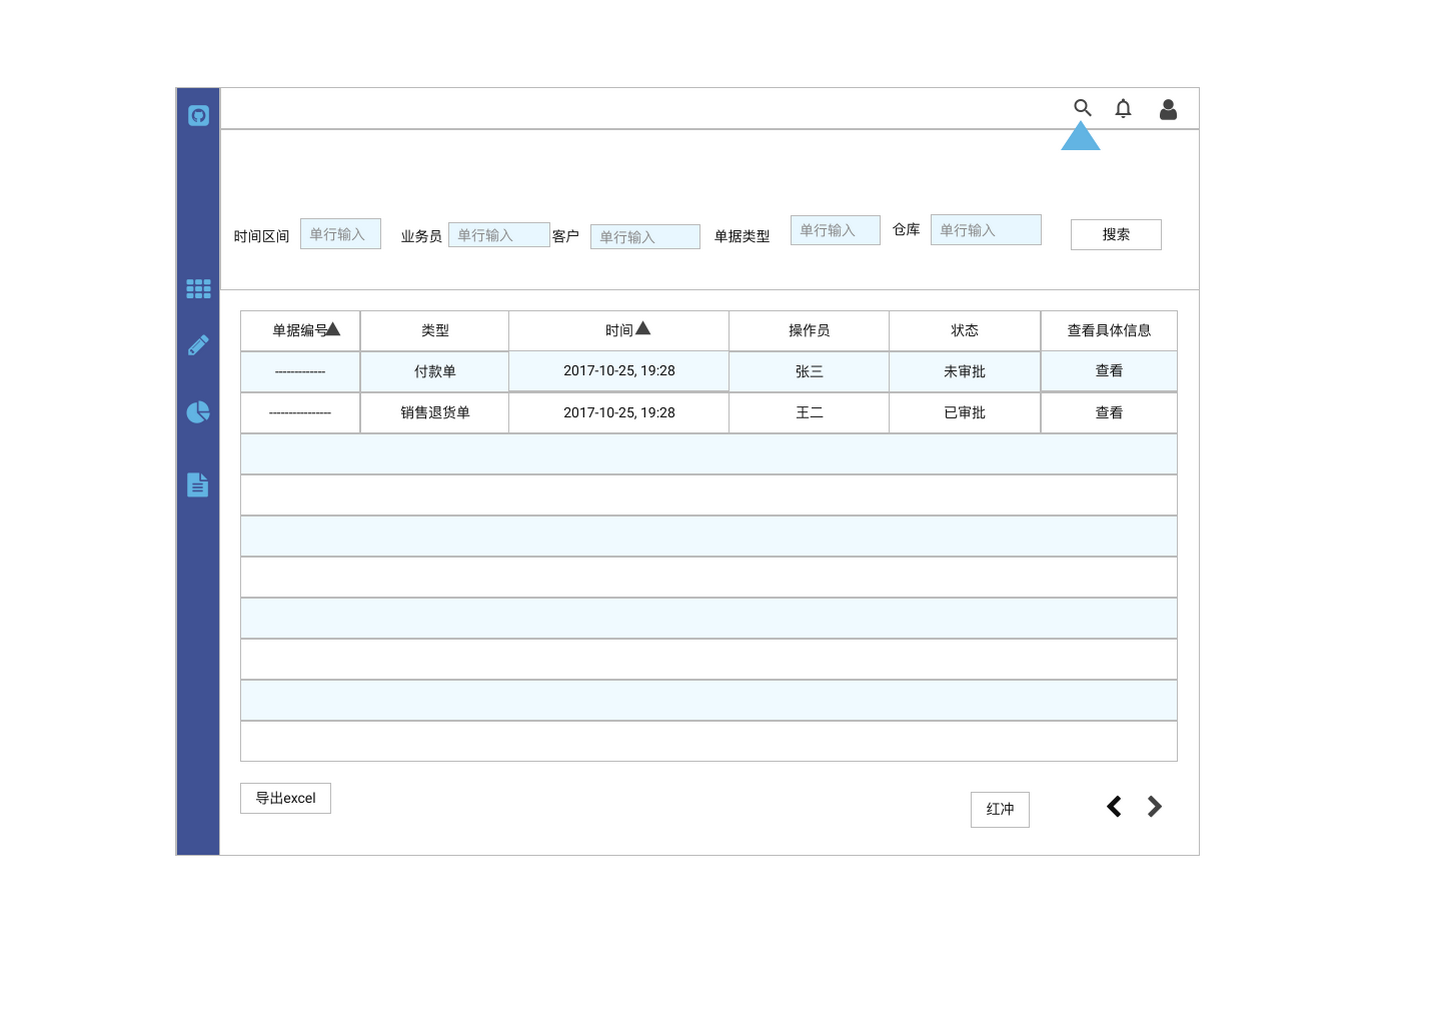 时间区间 单行输入 业务员 单行输入 客户 单行输入 单据类型 单行输入 仓库 单行输入 搜索
单据编号 类型 时间 操作员 状态 查看具体信息
------------- 付款单 2017-10-25, 19:28 张三 未审批 查看
---------------- 销售退货单 2017-10-25, 19:28 王二 已审批 查看
导出excel 红冲